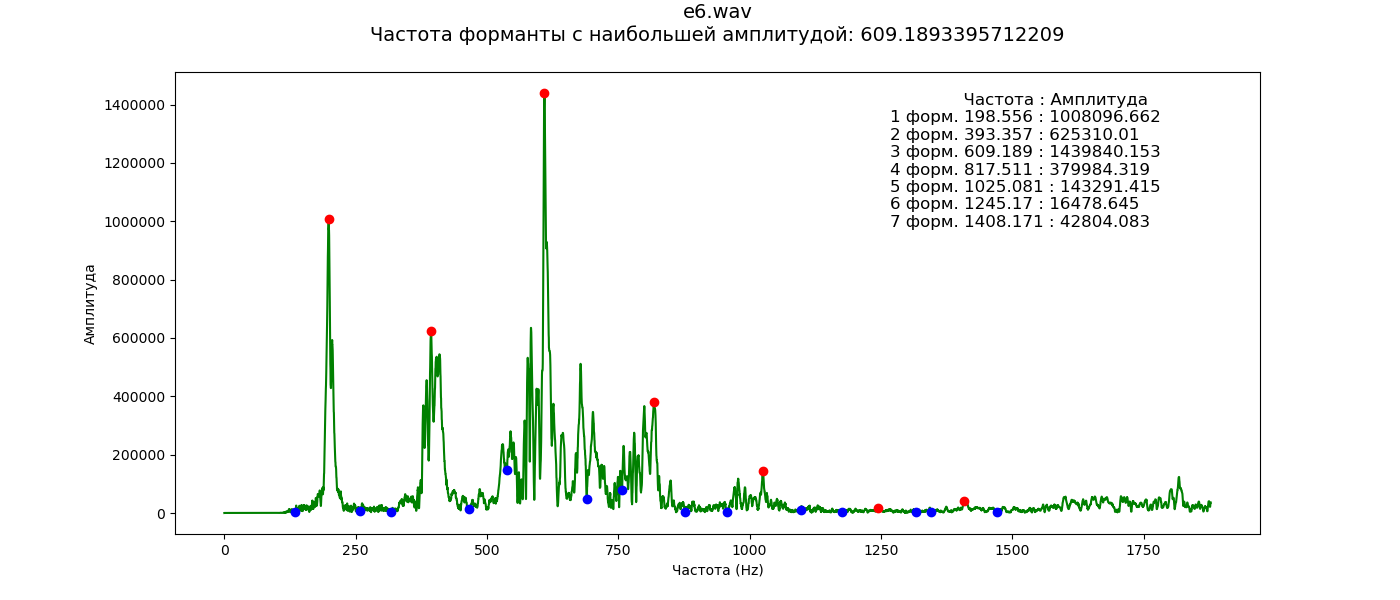 e6.wav
Частота форманты с наибольшей амплитудой: 609.1893395712209
Частота : Амплитуда
1 форм. 198.556 : 1008096.662
2 форм. 393.357 : 625310.01
3 форм. 609.189 : 1439840.153
4 форм. 817.511 : 379984.319
5 форм. 1025.081 : 143291.415
6 форм. 1245.17 : 16478.645
7 форм. 1408.171 : 42804.083
Амплитуда
1400000
1200000
1000000
800000
600000
400000
200000
0
0 250 500 750 1000 1250 1500 1750
Частота (Hz)